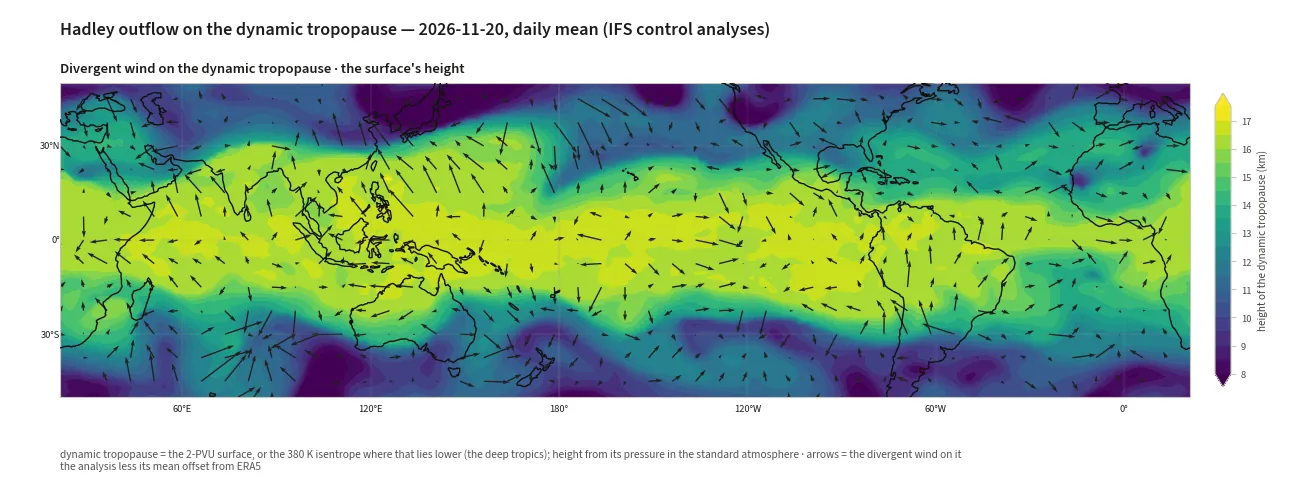 Hadley outflow on the dynamic tropopause — 2026-11-20, daily mean (IFS control analyses)
Divergent wind on the dynamic tropopause · the surface's height
30°N
0°
30°S
60°E
120°E
180°
120°W
60°W
0°
17
16
15
14
13
12
11
10
9
8
height of the dynamic tropopause (km)
dynamic tropopause = the 2-PVU surface, or the 380 K isentrope where that lies lower (the deep tropics); height from its pressure in the standard atmosphere · arrows = the divergent wind on it
the analysis less its mean offset from ERA5